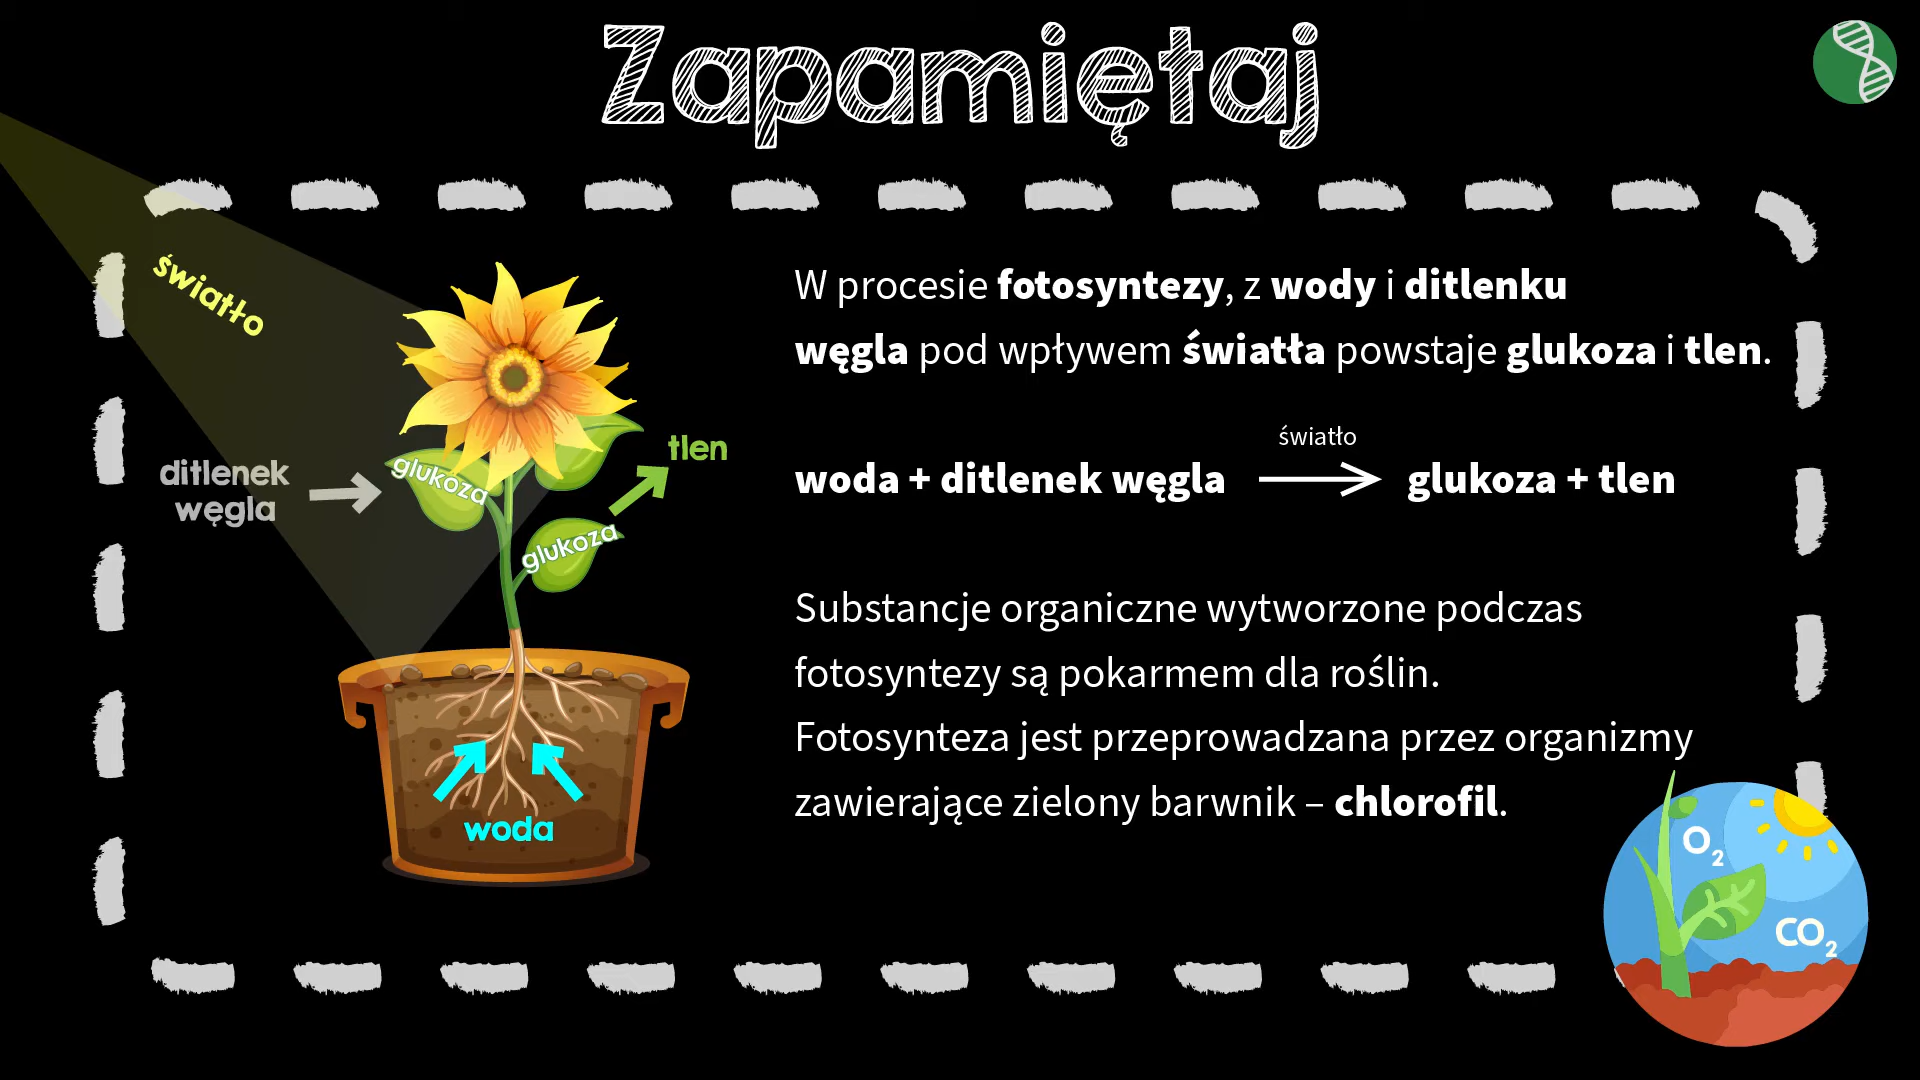 Zapamiętaj
światło
ditlenek
węgla
glukoza
glukoza
tlen
woda
W procesie fotosyntezy, z wody i ditlenku
węgla pod wpływem światła powstaje glukoza i tlen.
światło
woda + ditlenek węgla → glukoza + tlen
Substancje organiczne wytworzone podczas
fotosyntezy są pokarmem dla roślin.
Fotosynteza jest przeprowadzana przez organizmy
zawierające zielony barwnik – chlorofil.
O₂
CO₂